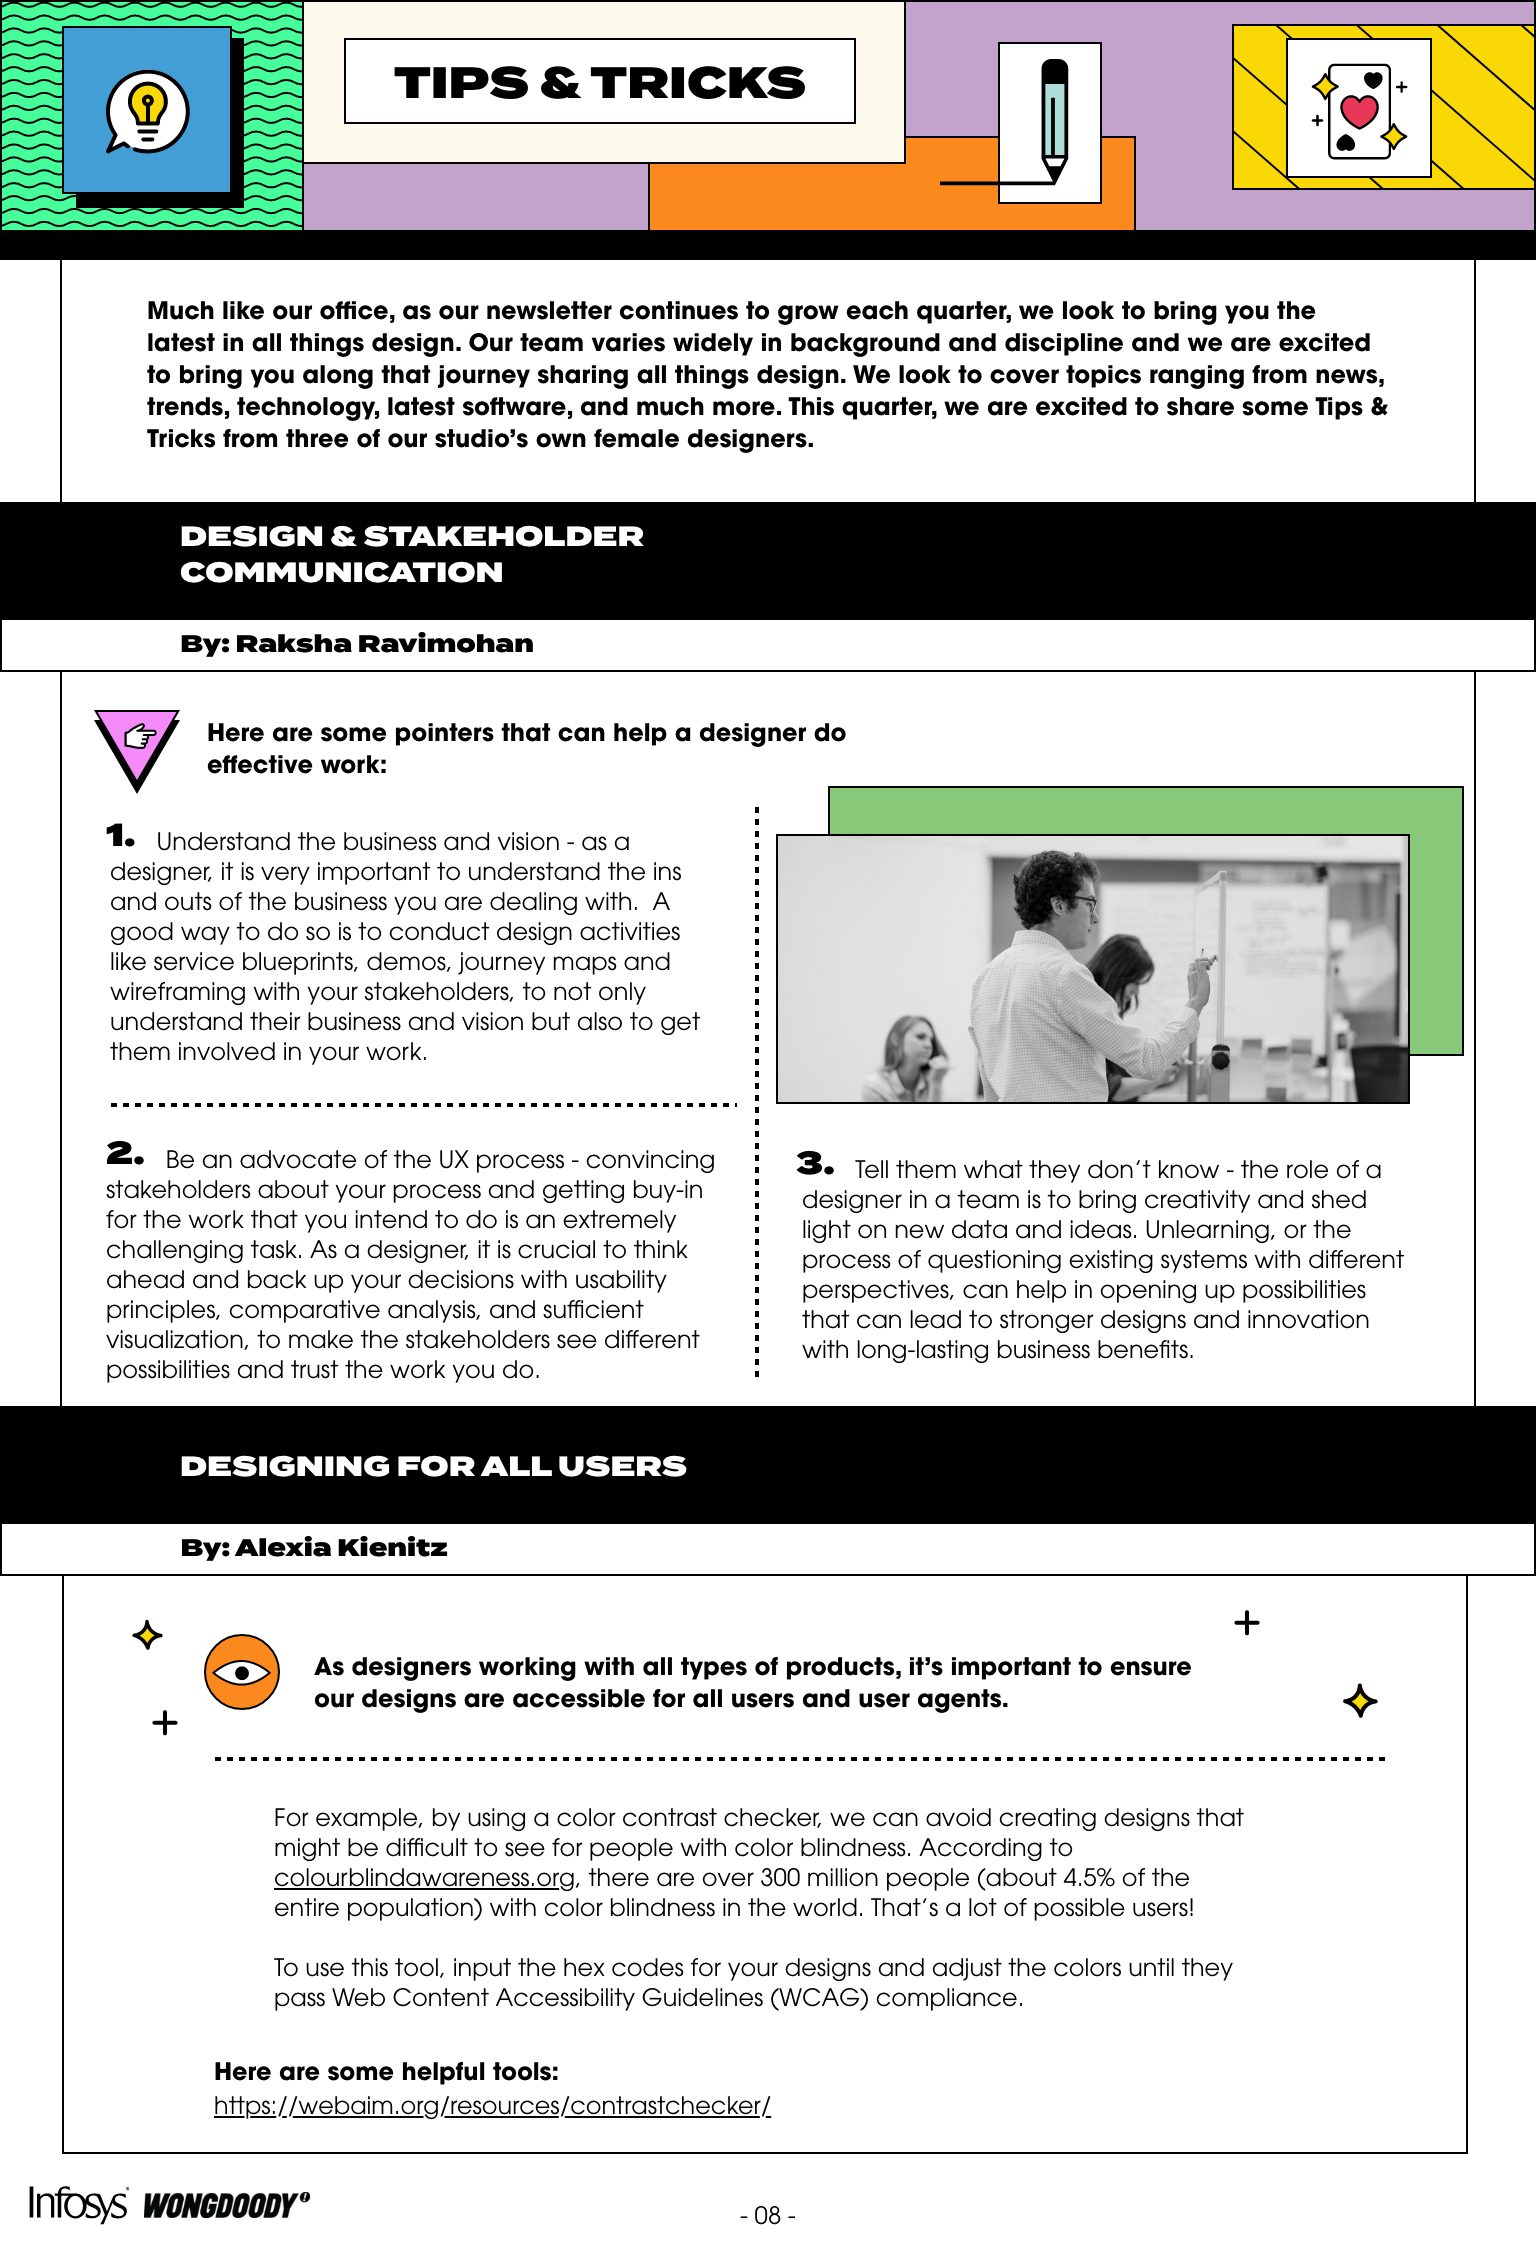 TIPS & TRICKS
Much like our office, as our newsletter continues to grow each quarter, we look to bring you the
latest in all things design. Our team varies widely in background and discipline and we are excited
to bring you along that journey sharing all things design. We look to cover topics ranging from news,
trends, technology, latest software, and much more. This quarter, we are excited to share some Tips &
Tricks from three of our studio’s own female designers.
DESIGN & STAKEHOLDER
COMMUNICATION
By: Raksha Ravimohan
Here are some pointers that can help a designer do
effective work:
1. Understand the business and vision - as a
designer, it is very important to understand the ins
and outs of the business you are dealing with.  A
good way to do so is to conduct design activities
like service blueprints, demos, journey maps and
wireframing with your stakeholders, to not only
understand their business and vision but also to get
them involved in your work.
2. Be an advocate of the UX process - convincing
stakeholders about your process and getting buy-in
for the work that you intend to do is an extremely
challenging task. As a designer, it is crucial to think
ahead and back up your decisions with usability
principles, comparative analysis, and sufficient
visualization, to make the stakeholders see different
possibilities and trust the work you do.
3. Tell them what they don’t know - the role of a
designer in a team is to bring creativity and shed
light on new data and ideas. Unlearning, or the
process of questioning existing systems with different
perspectives, can help in opening up possibilities
that can lead to stronger designs and innovation
with long-lasting business benefits.
DESIGNING FOR ALL USERS
By: Alexia Kienitz
As designers working with all types of products, it’s important to ensure
our designs are accessible for all users and user agents.
For example, by using a color contrast checker, we can avoid creating designs that
might be difficult to see for people with color blindness. According to
colourblindawareness.org, there are over 300 million people (about 4.5% of the
entire population) with color blindness in the world. That’s a lot of possible users!
To use this tool, input the hex codes for your designs and adjust the colors until they
pass Web Content Accessibility Guidelines (WCAG) compliance.
Here are some helpful tools:
https://webaim.org/resources/contrastchecker/
Infosys WONGDOODY
- 08 -